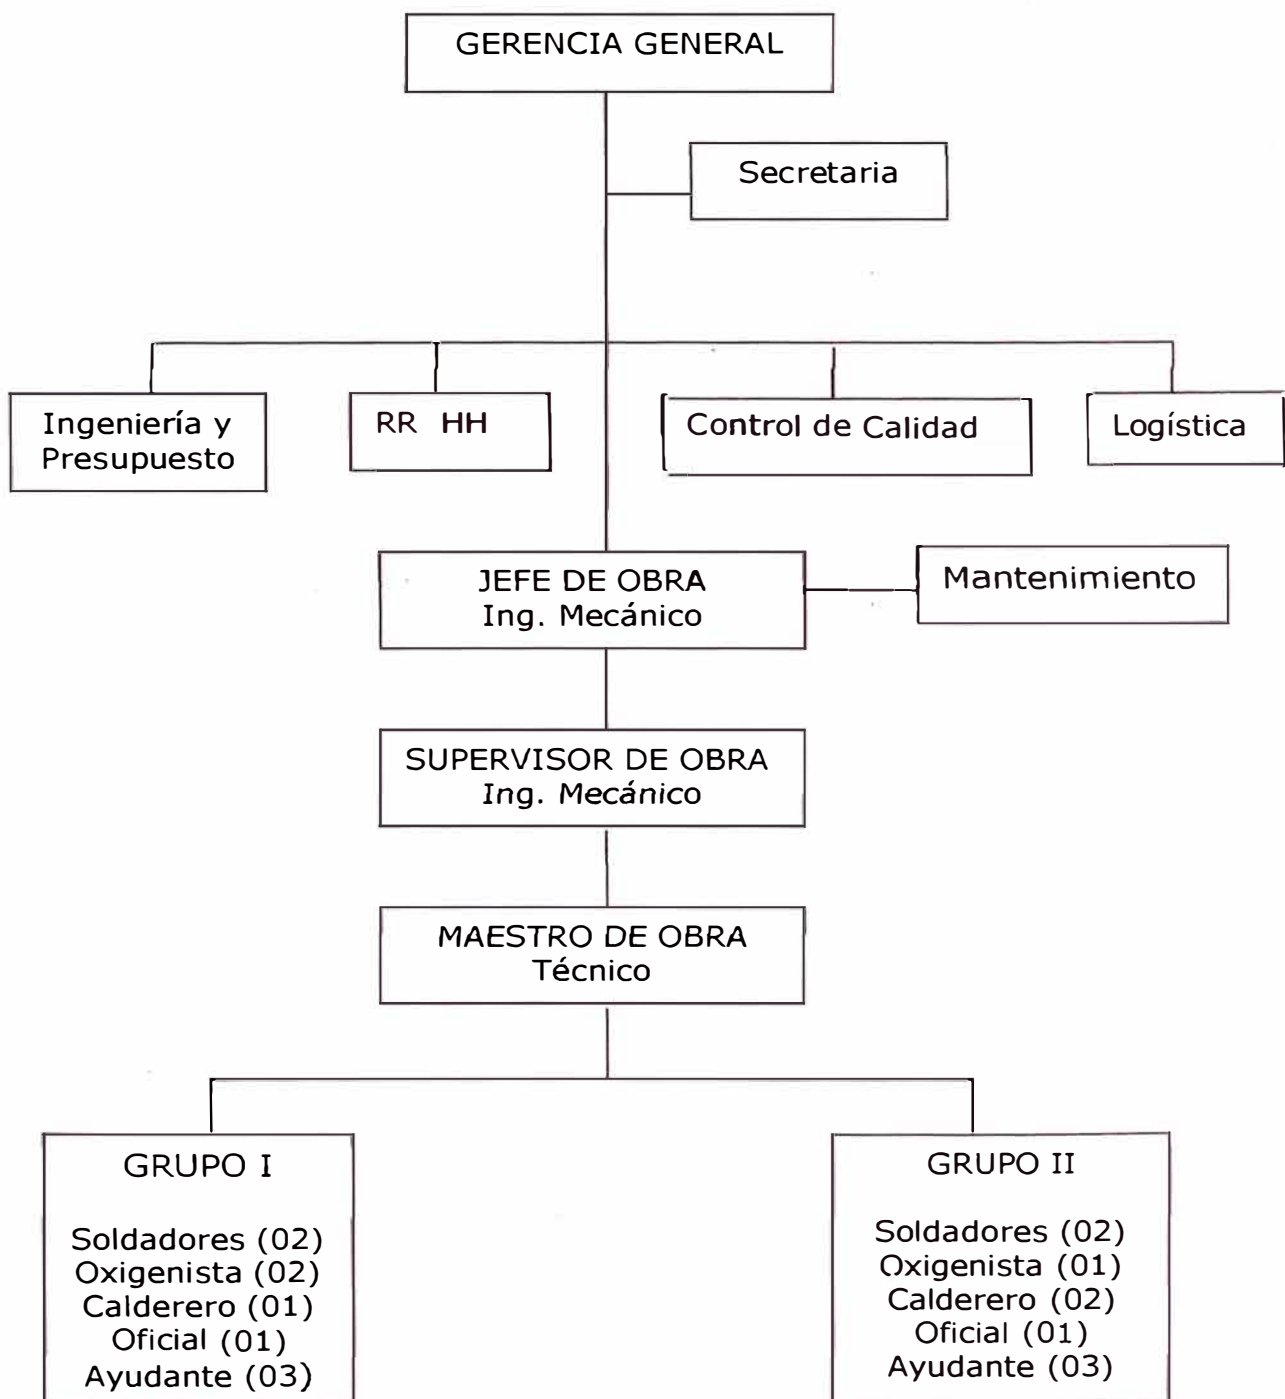 GERENCIA GENERAL
Secretaria
Ingeniería y
Presupuesto
RR HH
Control de Calidad
Logística
JEFE DE OBRA
Ing. Mecánico
Mantenimiento
SUPERVISOR DE OBRA
Ing. Mecánico
MAESTRO DE OBRA
Técnico
GRUPO I
Soldadores (02)
Oxigenista (02)
Calderero (01)
Oficial (01)
Ayudante (03)
GRUPO II
Soldadores (02)
Oxigenista (01)
Calderero (02)
Oficial (01)
Ayudante (03)